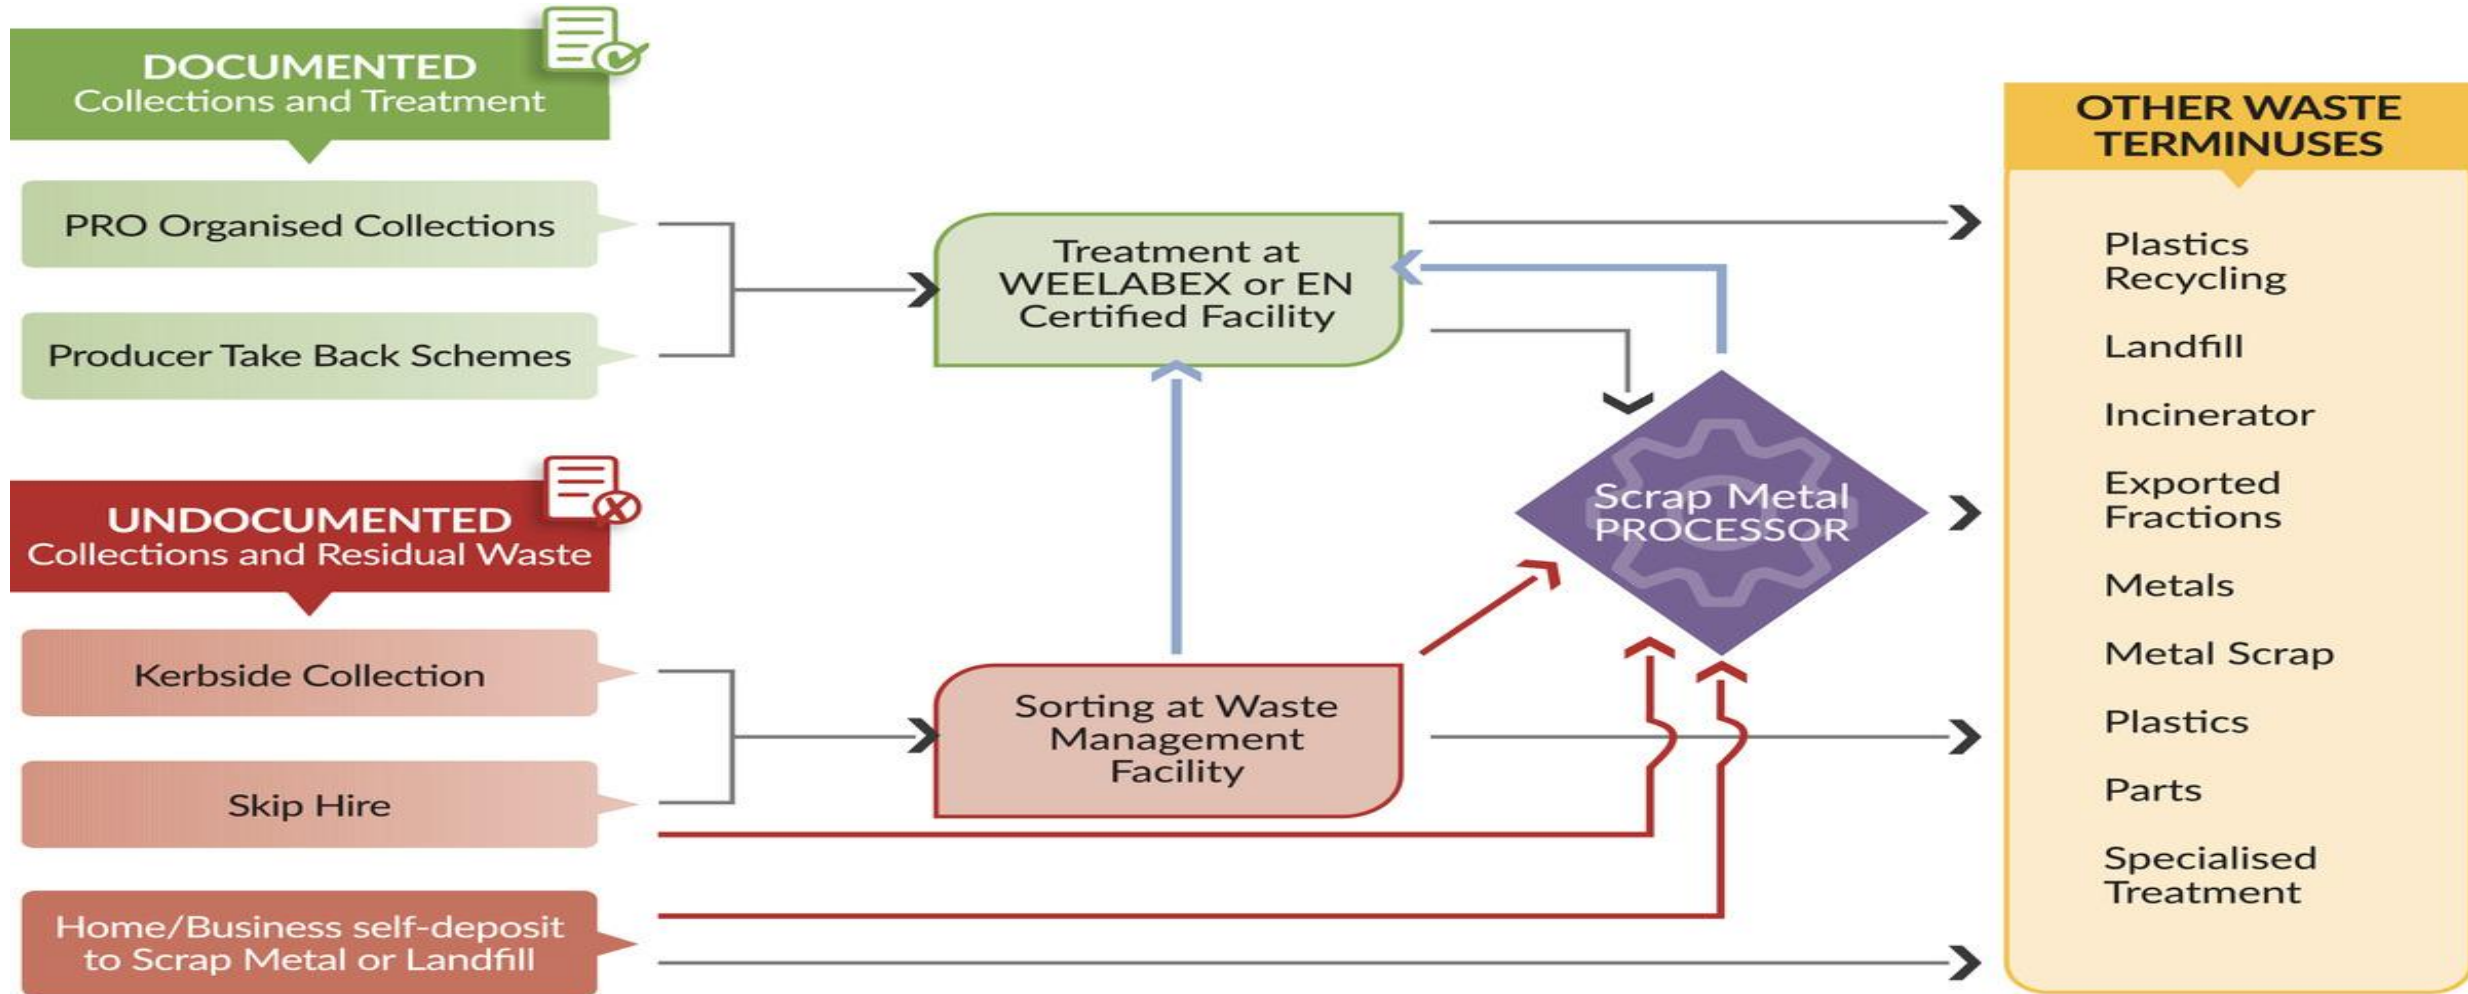 DOCUMENTED
Collections and Treatment
PRO Organised Collections
Producer Take Back Schemes
UNDOCUMENTED
Collections and Residual Waste
Kerbside Collection
Skip Hire
Home/Business self-deposit
to Scrap Metal or Landfill
Treatment at
WEELABEX or EN
Certified Facility
Sorting at Waste
Management
Facility
Scrap Metal
PROCESSOR
OTHER WASTE
TERMINUSES
Plastics
Recycling
Landfill
Incinerator
Exported
Fractions
Metals
Metal Scrap
Plastics
Parts
Specialised
Treatment